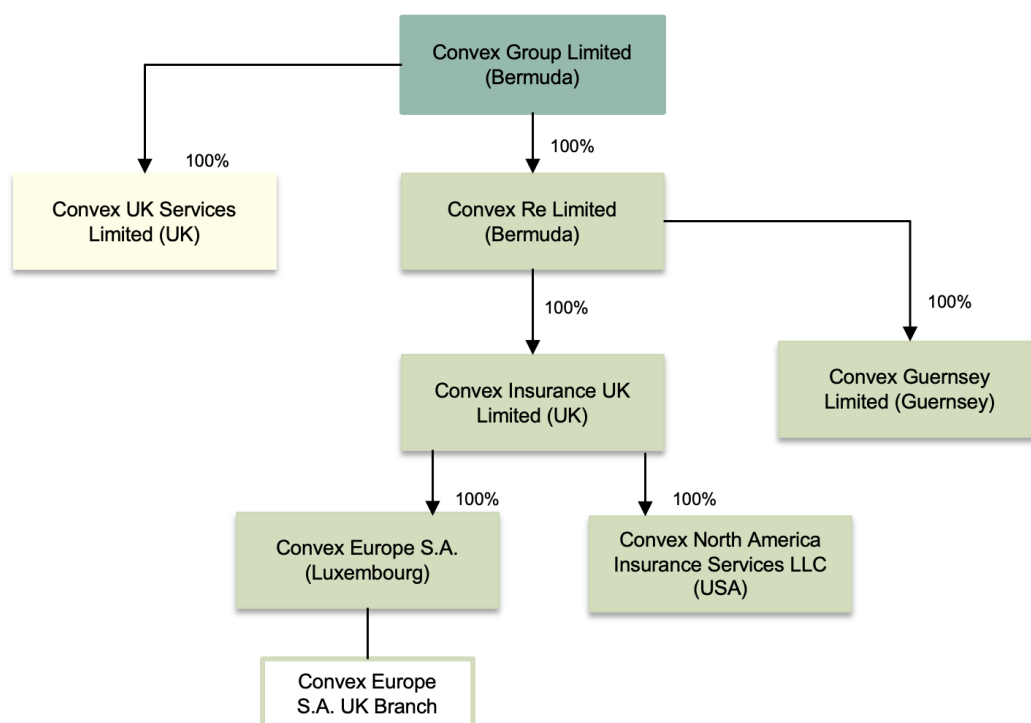 Convex Group Limited
(Bermuda)
100%
100%
Convex UK Services
Limited (UK)
Convex Re Limited
(Bermuda)
100%
100%
Convex Insurance UK
Limited (UK)
Convex Guernsey
Limited (Guernsey)
100%
100%
Convex Europe S.A.
(Luxembourg)
Convex North America
Insurance Services LLC
(USA)
Convex Europe
S.A. UK Branch